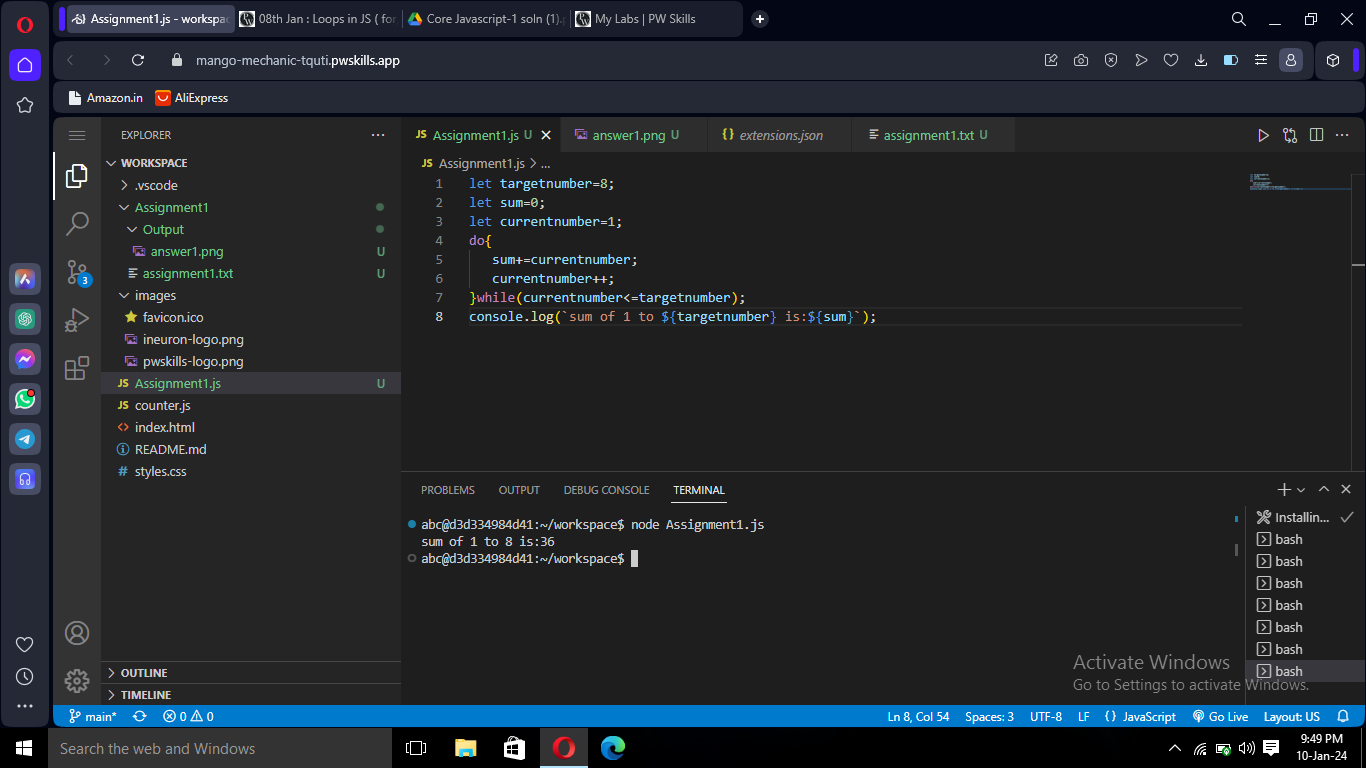 Assignment1.js - workspac
08th Jan : Loops in JS ( for
Core Javascript-1 soln (1).p
My Labs | PW Skills
mango-mechanic-tquti.pwskills.app
Amazon.in
AliExpress
EXPLORER
WORKSPACE
.vscode
Assignment1
Output
answer1.png U
assignment1.txt U
images
favicon.ico
ineuron-logo.png
pwskills-logo.png
JS Assignment1.js U
JS counter.js
index.html
README.md
# styles.css
OUTLINE
TIMELINE
3
JS Assignment1.js U
answer1.png U
{} extensions.json
assignment1.txt U
JS Assignment1.js > ...
1 let targetnumber=8;
2 let sum=0;
3 let currentnumber=1;
4 do{
5 sum+=currentnumber;
6 currentnumber++;
7 }while(currentnumber<=targetnumber);
8 console.log(`sum of 1 to ${targetnumber} is:${sum}`);
PROBLEMS OUTPUT DEBUG CONSOLE TERMINAL
abc@d3d334984d41:~/workspace$ node Assignment1.js
sum of 1 to 8 is:36
abc@d3d334984d41:~/workspace$
Installin...
bash
bash
bash
bash
bash
bash
bash
Activate Windows
Go to Settings to activate Windows.
main* 0 0 Ln 8, Col 54 Spaces: 3 UTF-8 LF {} JavaScript Go Live Layout: US
Search the web and Windows
9:49 PM
10-Jan-24